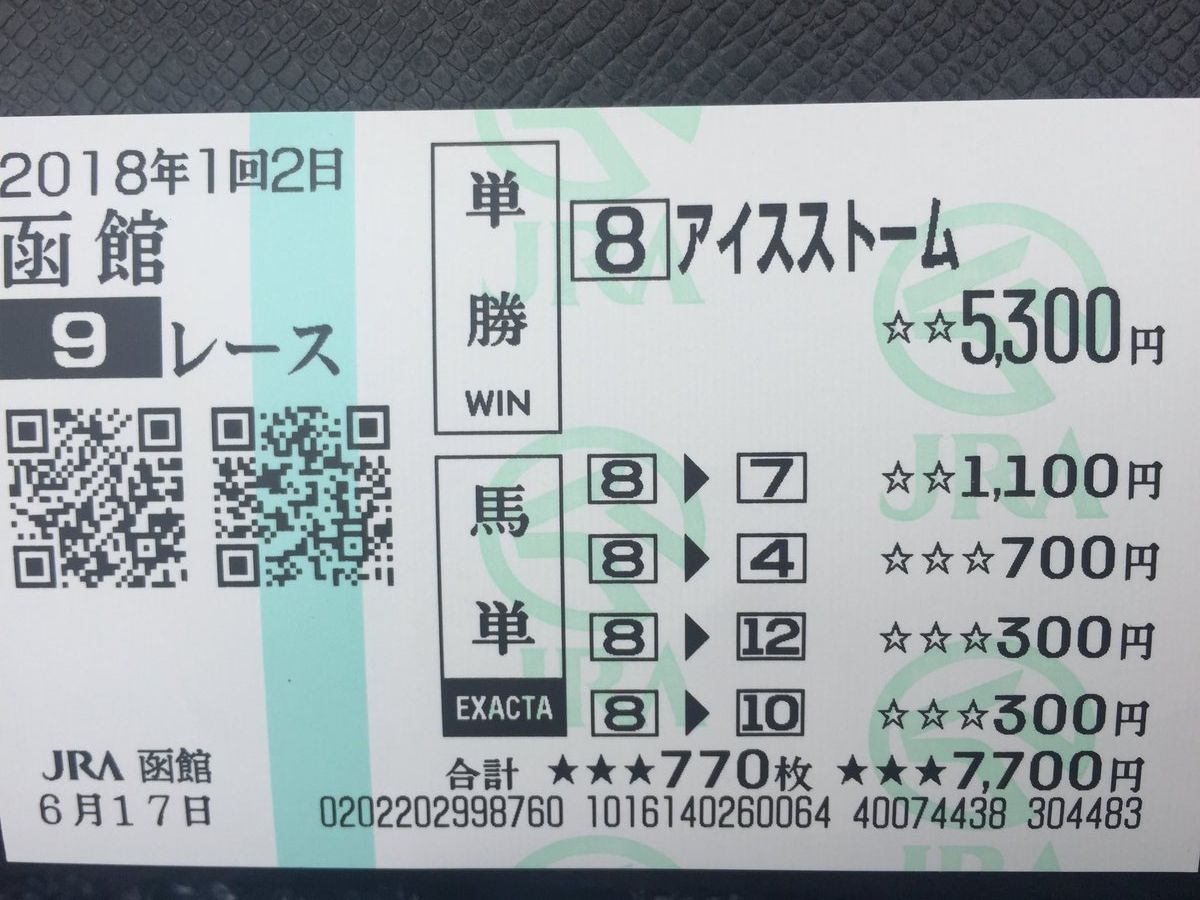 2018年1回2日
函館
9レース
JRA 函館
6月17日
単勝
WIN
8アイスストーム
☆☆5,300円
馬単
EXACTA
8▶7 ☆☆1,100円
8▶4 ☆☆☆700円
8▶12 ☆☆☆300円
8▶10 ☆☆☆300円
合計 ★★★770枚 ★★★7,700円
0202202998760 1016140260064 40074438 304483
JRA
JRA
JRA
JRA